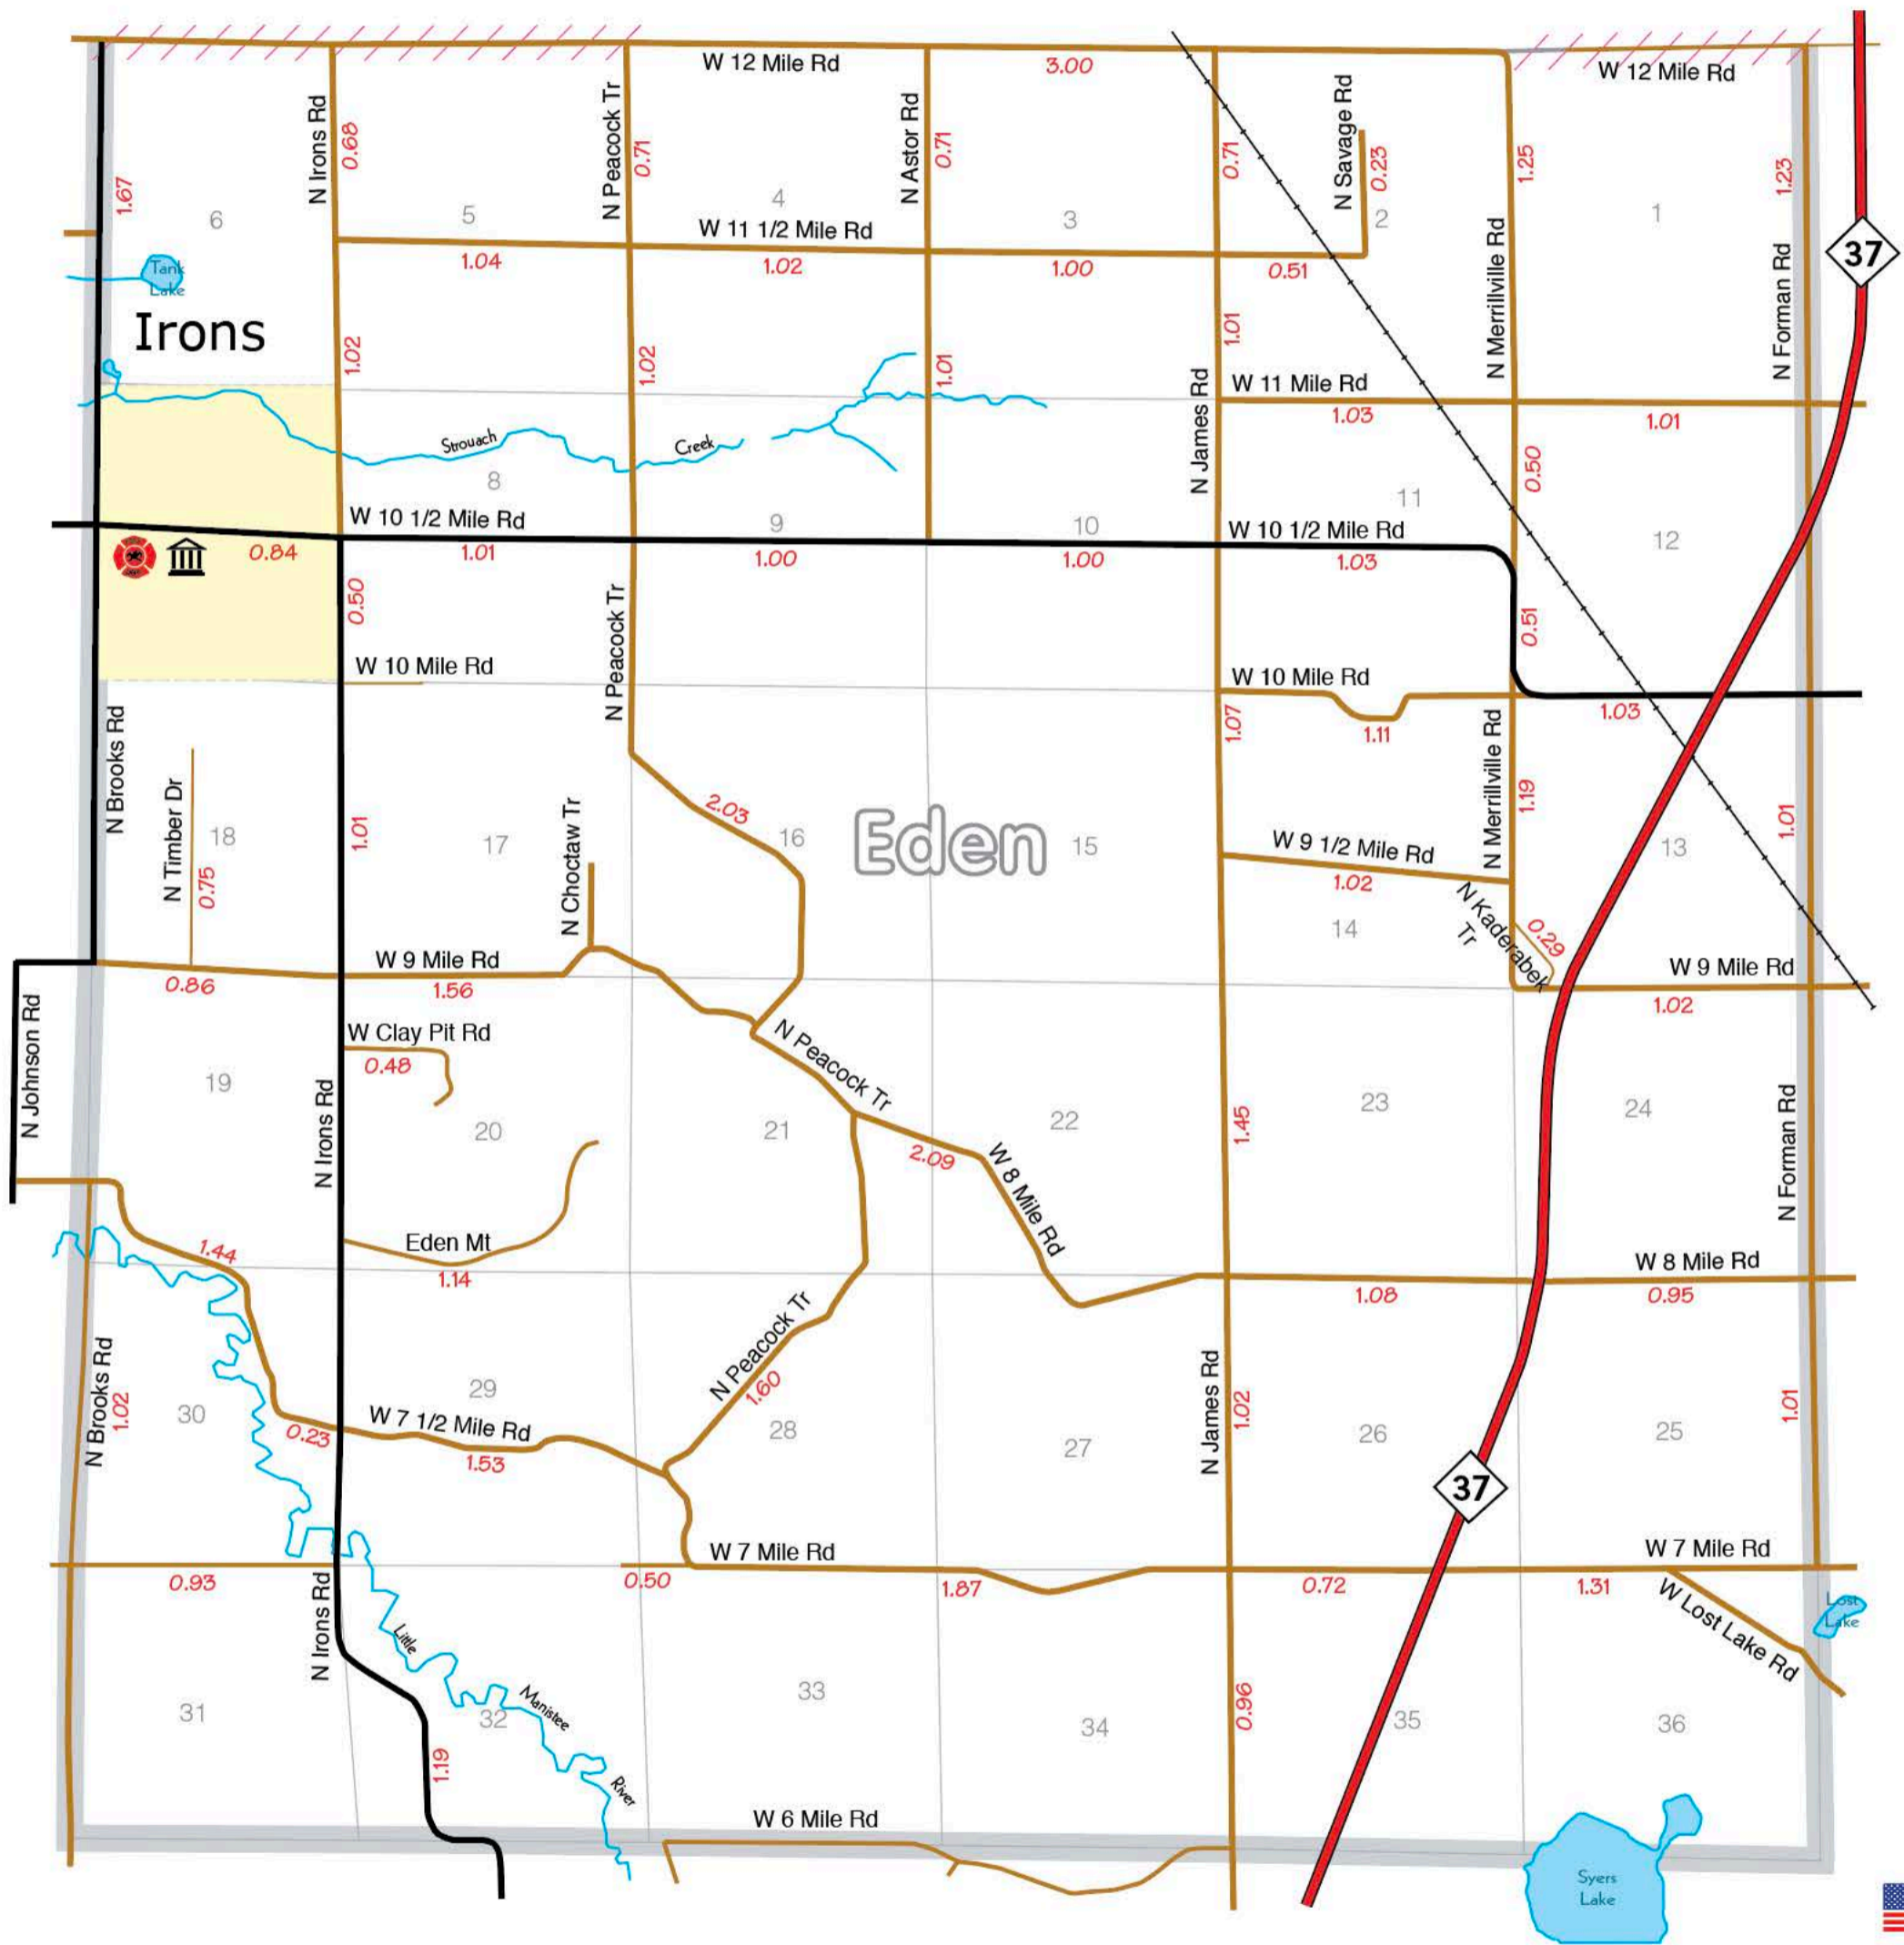 W 12 Mile Rd
3.00
W 12 Mile Rd
N Irons Rd
0.68
N Peacock Tr
0.71
N Astor Rd
0.71
0.71
N Savage Rd
0.23
1.25
1.23
1.67
6
5
4
3
2
1
W 11 1/2 Mile Rd
1.04
1.02
1.00
0.51
N Merrillville Rd
N Forman Rd
37
Tank
Lake
Irons
1.02
1.02
1.01
1.01
N James Rd
W 11 Mile Rd
1.03
1.01
Strouach
Creek
8
9
10
11
12
0.50
W 10 1/2 Mile Rd
W 10 1/2 Mile Rd
0.84
1.01
1.00
1.00
1.03
0.50
N Peacock Tr
0.51
W 10 Mile Rd
W 10 Mile Rd
1.11
1.03
1.07
N Merrillville Rd
1.19
N Brooks Rd
N Timber Dr
0.75
18
1.01
17
N Choctaw Tr
2.03
16
Eden
15
W 9 1/2 Mile Rd
1.02
14
N Kaderabek
Tr
0.29
13
1.01
W 9 Mile Rd
0.86
1.56
W 9 Mile Rd
1.02
N Johnson Rd
W Clay Pit Rd
0.48
19
N Irons Rd
20
N Peacock Tr
21
22
1.45
23
24
N Forman Rd
2.09
W 8 Mile Rd
1.44
Eden Mt
1.14
W 8 Mile Rd
1.08
0.95
N Brooks Rd
1.02
30
29
N Peacock Tr
1.60
28
27
N James Rd
1.02
26
25
1.01
0.23
W 7 1/2 Mile Rd
1.53
37
W 7 Mile Rd
W 7 Mile Rd
0.93
0.50
1.87
0.72
1.31
N Irons Rd
Little
Manistee
River
W Lost Lake Rd
Lost
Lake
31
32
33
34
35
36
1.19
0.96
W 6 Mile Rd
Syers
Lake